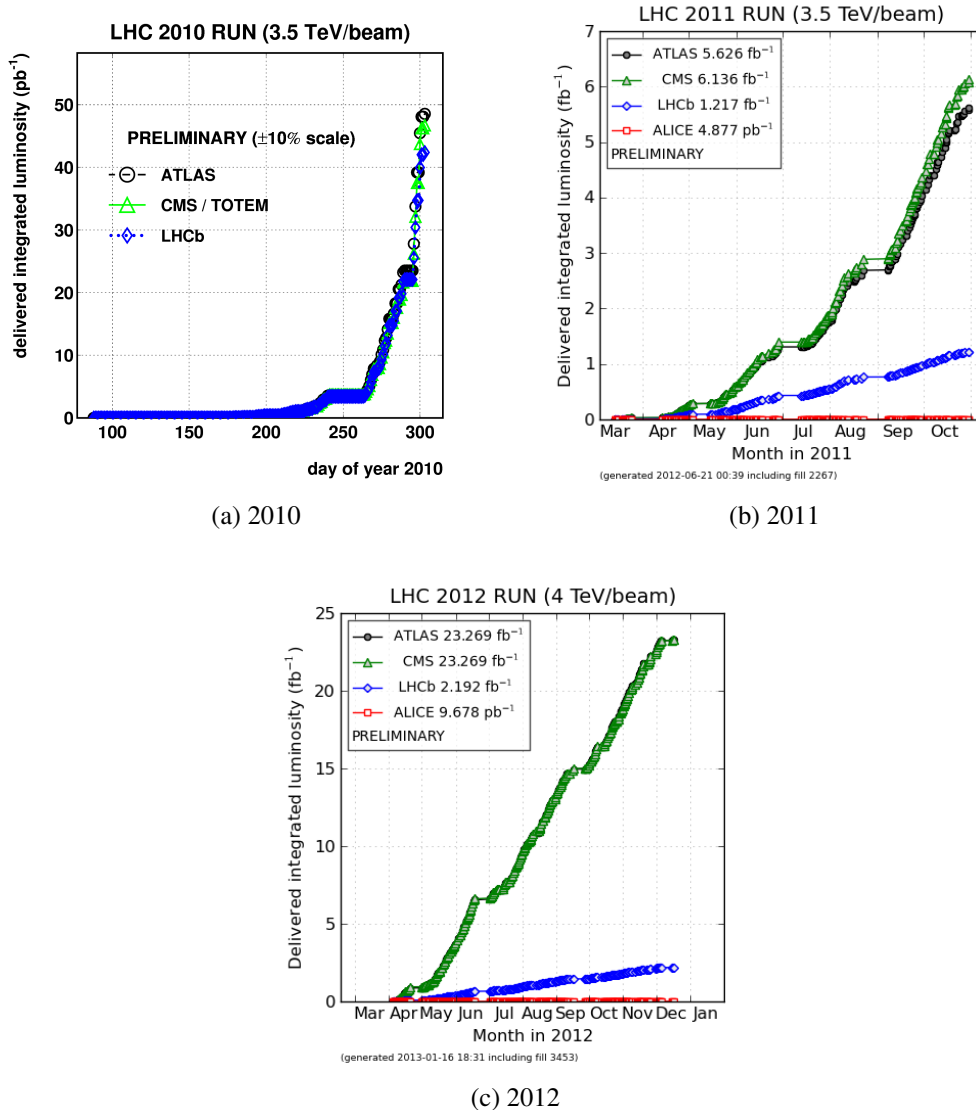 LHC 2010 RUN (3.5 TeV/beam)
delivered integrated luminosity (pb⁻¹)
50
40
30
20
10
0
PRELIMINARY (±10% scale)
ATLAS
CMS / TOTEM
LHCb
100 150 200 250 300
day of year 2010
(a) 2010
LHC 2011 RUN (3.5 TeV/beam)
Delivered integrated luminosity (fb⁻¹)
7
6
5
4
3
2
1
0
ATLAS 5.626 fb⁻¹
CMS 6.136 fb⁻¹
LHCb 1.217 fb⁻¹
ALICE 4.877 pb⁻¹
PRELIMINARY
Mar Apr May Jun Jul Aug Sep Oct
Month in 2011
(generated 2012-06-21 00:39 including fill 2267)
(b) 2011
LHC 2012 RUN (4 TeV/beam)
Delivered integrated luminosity (fb⁻¹)
25
20
15
10
5
0
ATLAS 23.269 fb⁻¹
CMS 23.269 fb⁻¹
LHCb 2.192 fb⁻¹
ALICE 9.678 pb⁻¹
PRELIMINARY
Mar Apr May Jun Jul Aug Sep Oct Nov Dec Jan
Month in 2012
(generated 2013-01-16 18:31 including fill 3453)
(c) 2012